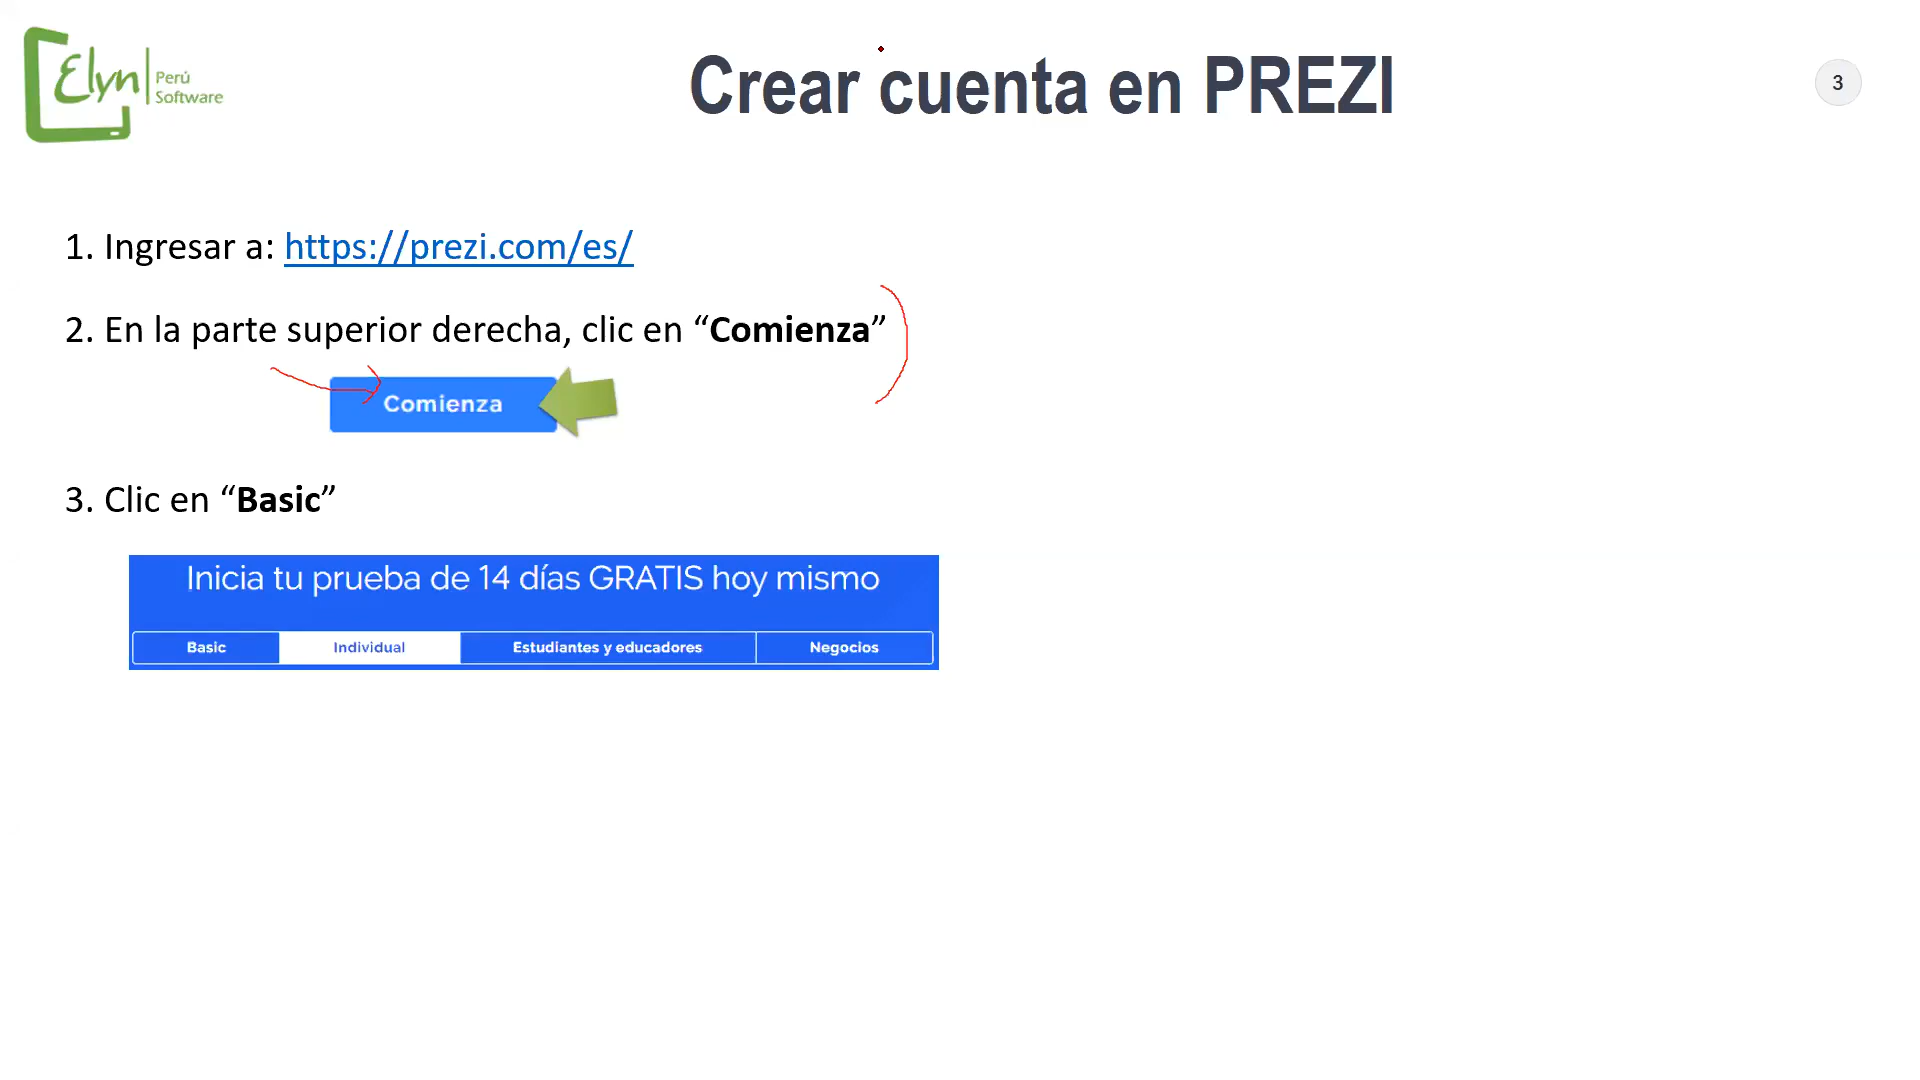 Elyn
Perú
Software
Crear cuenta en PREZI
3
1. Ingresar a: https://prezi.com/es/
2. En la parte superior derecha, clic en “Comienza”
Comienza
3. Clic en “Basic”
Inicia tu prueba de 14 días GRATIS hoy mismo
Basic Individual Estudiantes y educadores Negocios